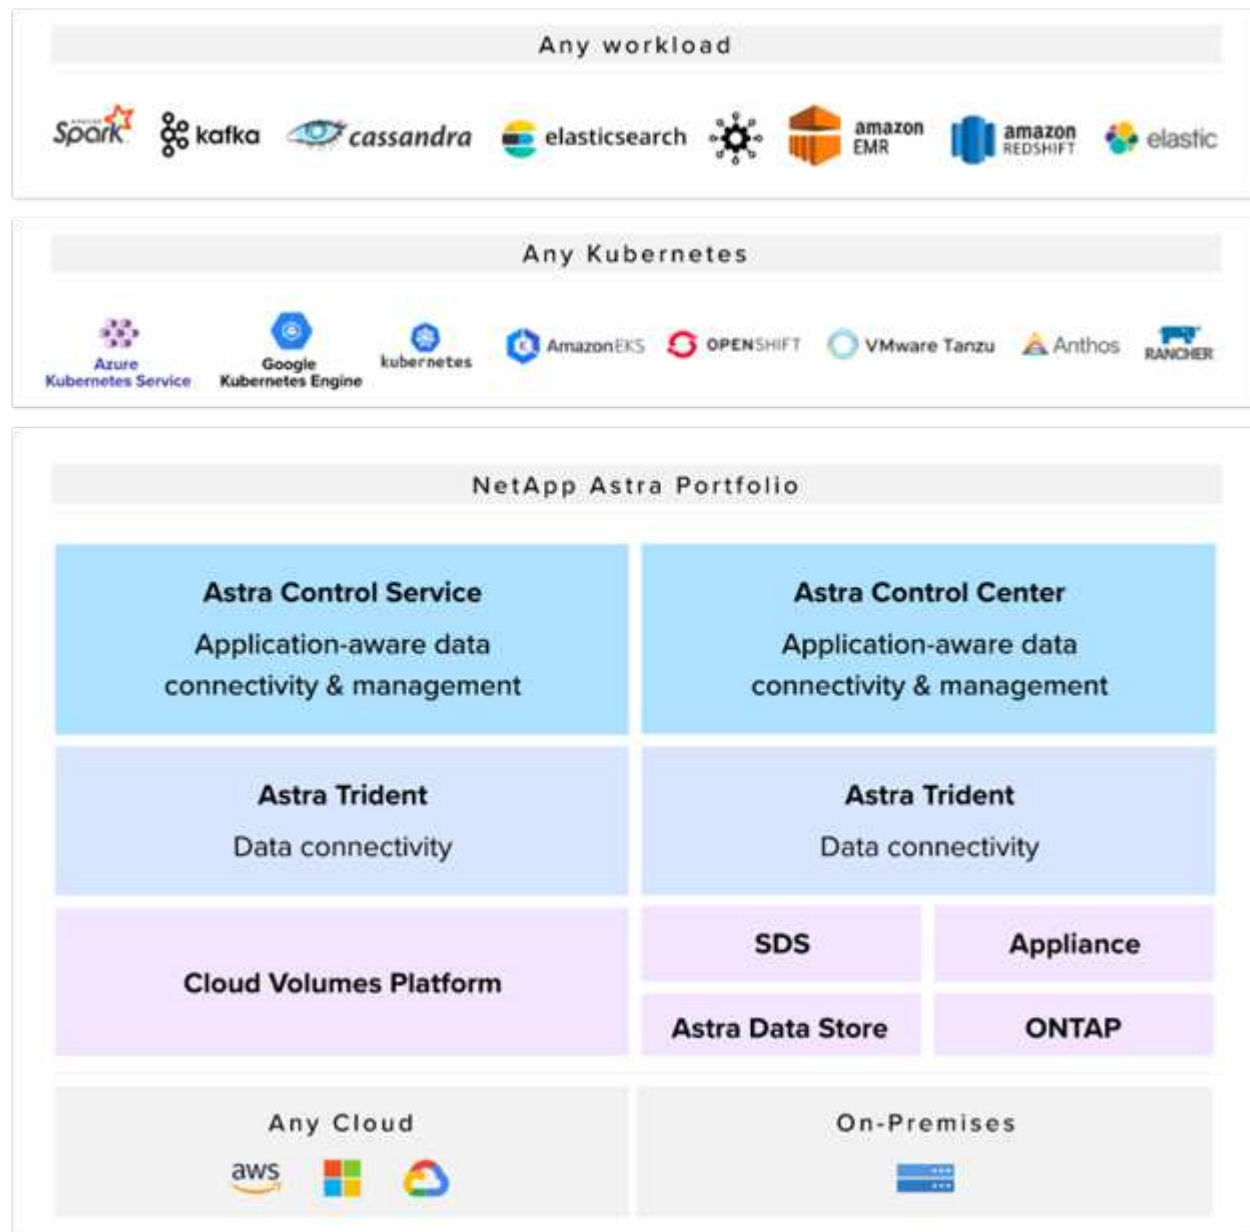 Any workload
APACHE
Spark
kafka
cassandra
elasticsearch
amazon
EMR
amazon
REDSHIFT
elastic
Any Kubernetes
Azure
Kubernetes Service
Google
Kubernetes Engine
kubernetes
Amazon EKS
OPENSHIFT
VMware Tanzu
Anthos
RANCHER
NetApp Astra Portfolio
Astra Control Service
Application-aware data
connectivity & management
Astra Control Center
Application-aware data
connectivity & management
Astra Trident
Data connectivity
Astra Trident
Data connectivity
Cloud Volumes Platform
SDS
Appliance
Astra Data Store
ONTAP
Any Cloud
aws
On-Premises